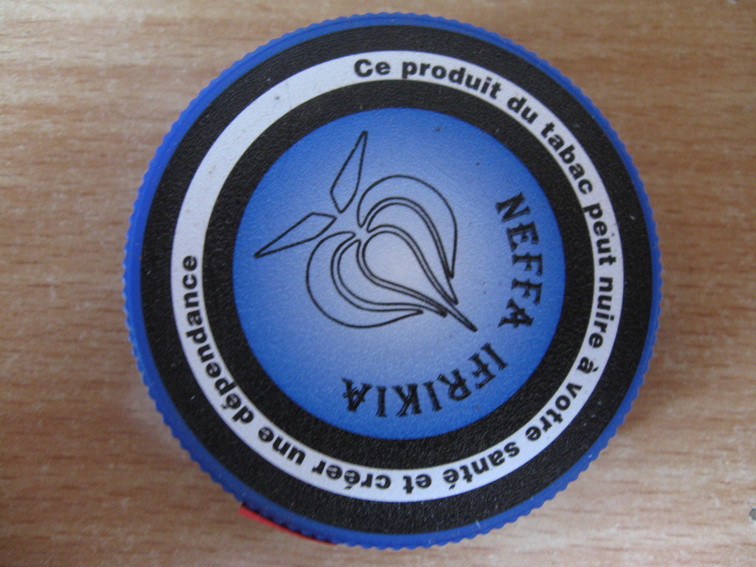 Ce produit du tabac peut nuire à votre santé et créer une dépendance
NEFFA IFRIKIA